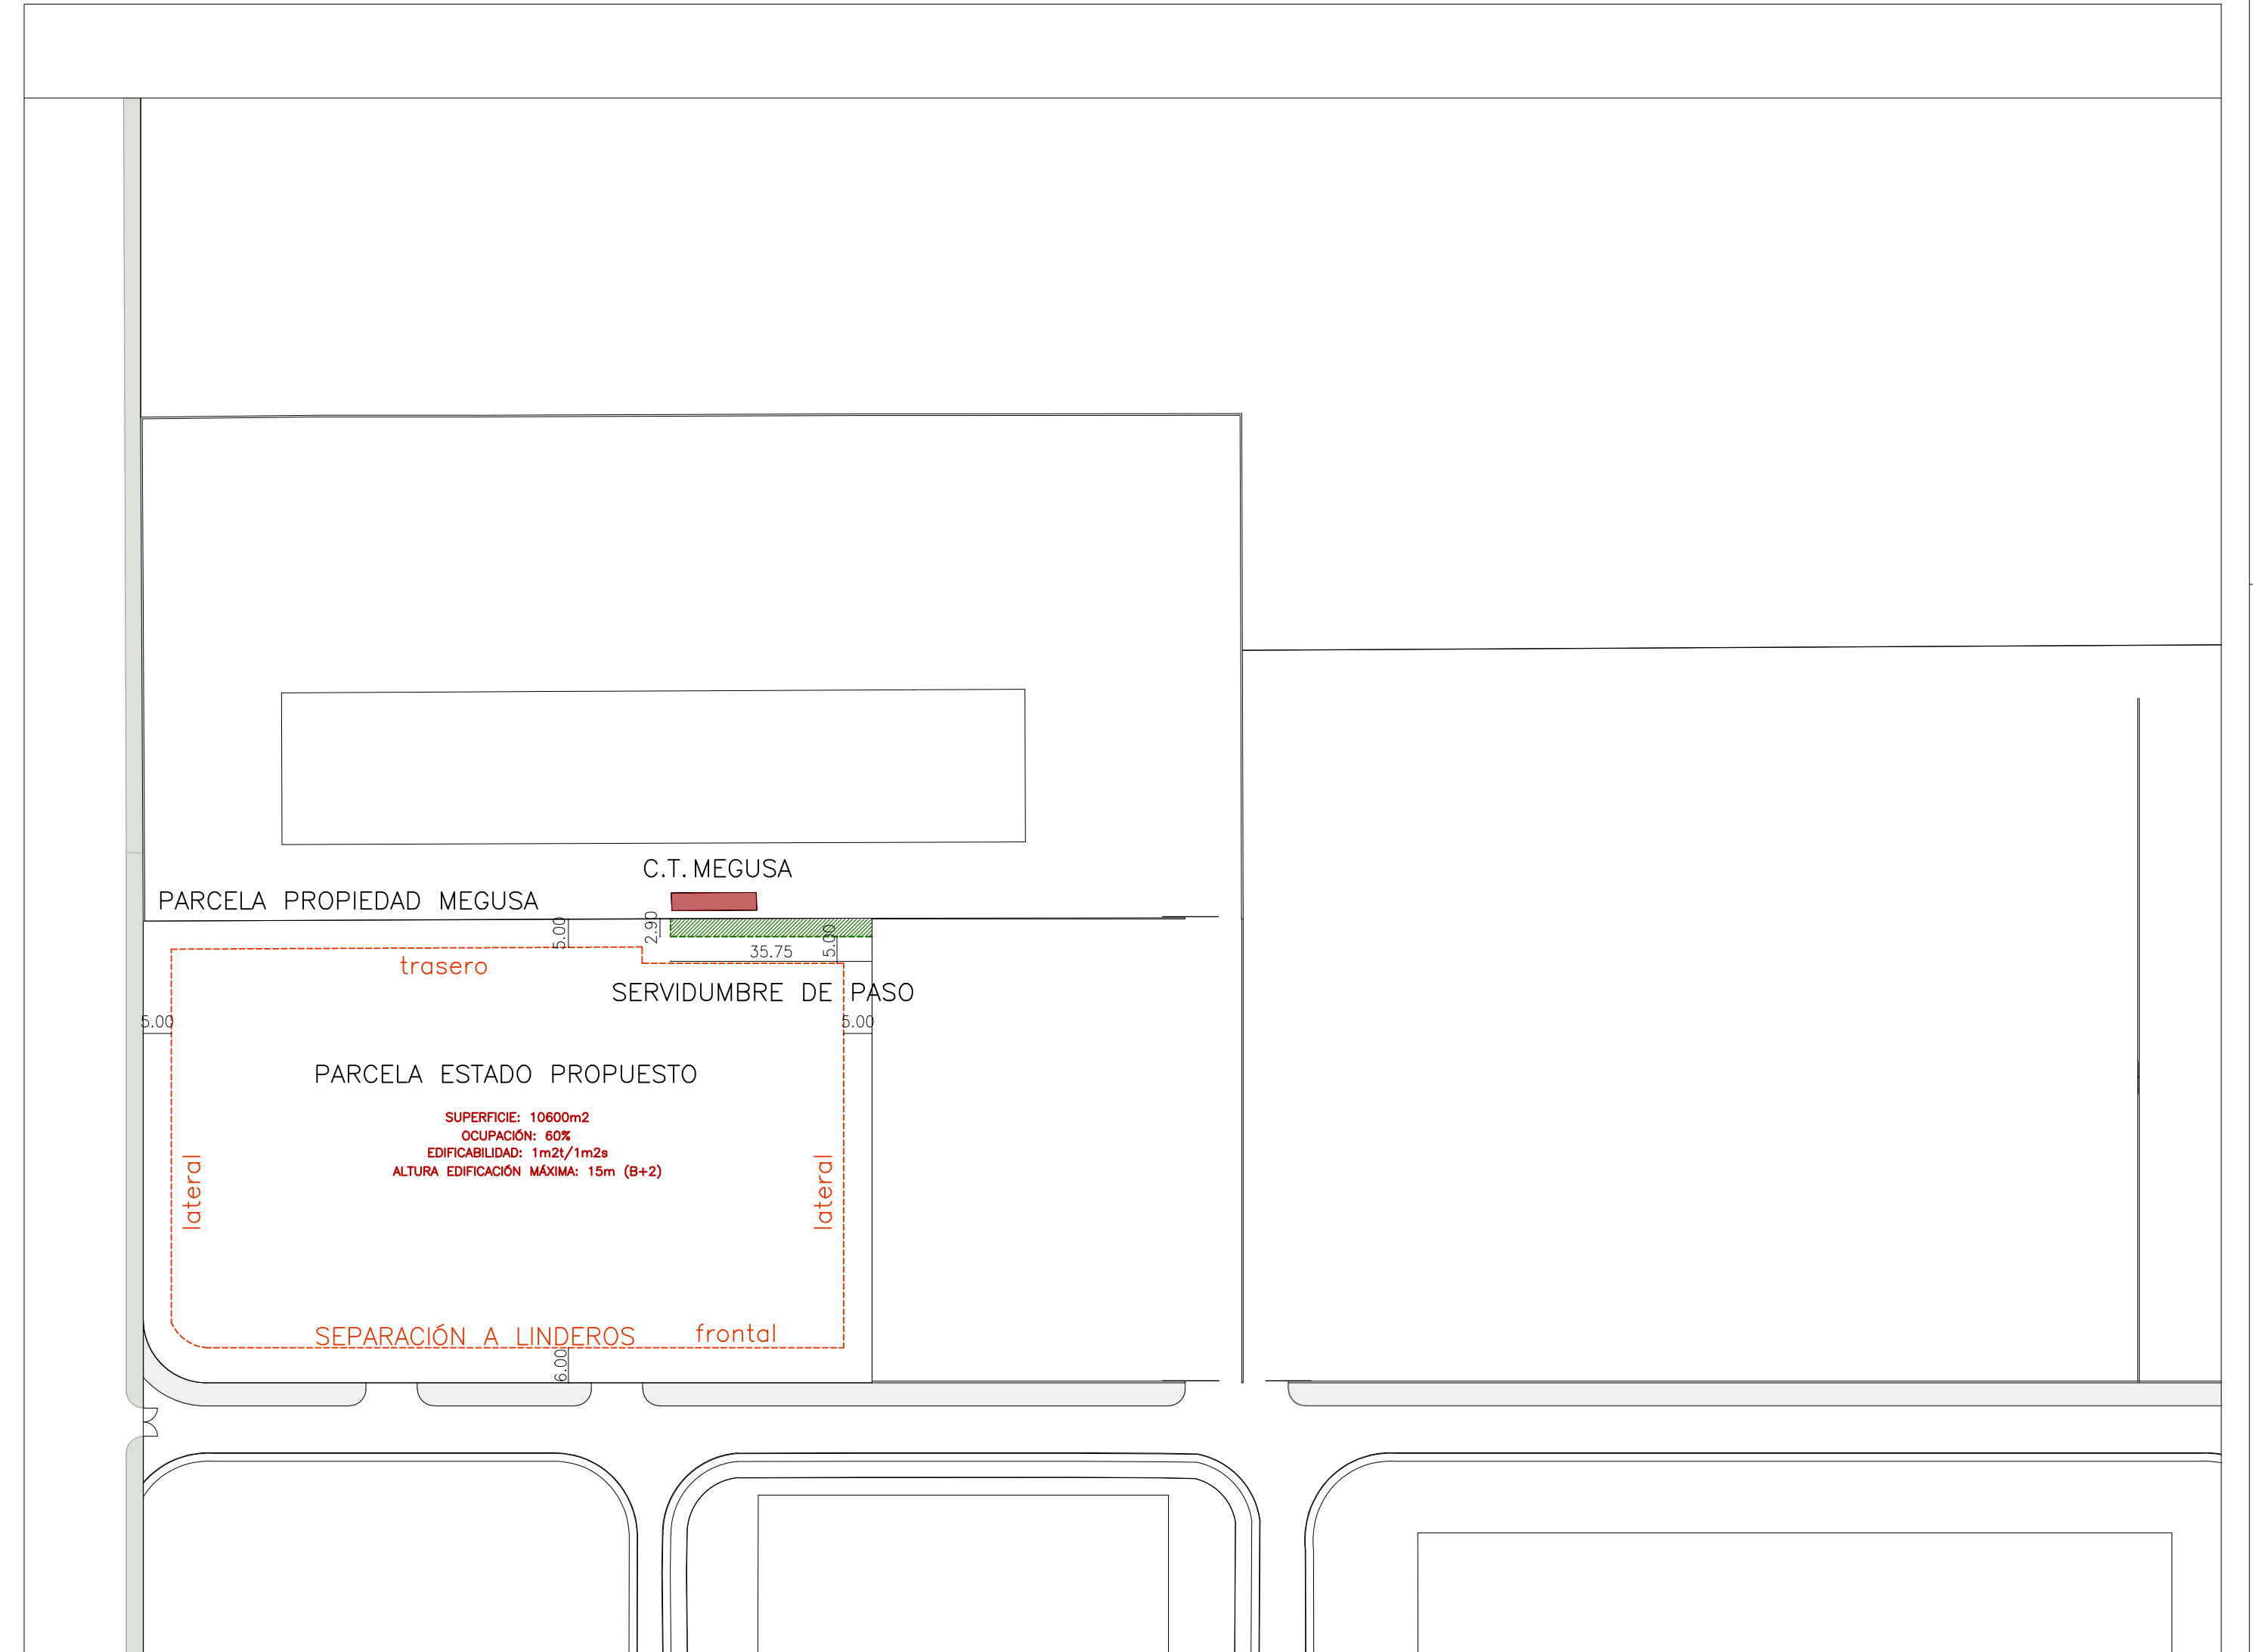 C.T. MEGUSA
PARCELA PROPIEDAD MEGUSA
5.00
2.90
35.75
5.00
trasero
SERVIDUMBRE DE PASO
5.00
5.00
PARCELA ESTADO PROPUESTO
SUPERFICIE: 10600m2
OCUPACIÓN: 60%
EDIFICABILIDAD: 1m2t/1m2s
ALTURA EDIFICACIÓN MÁXIMA: 15m (B+2)
lateral
lateral
SEPARACIÓN A LINDEROS
frontal
6.00